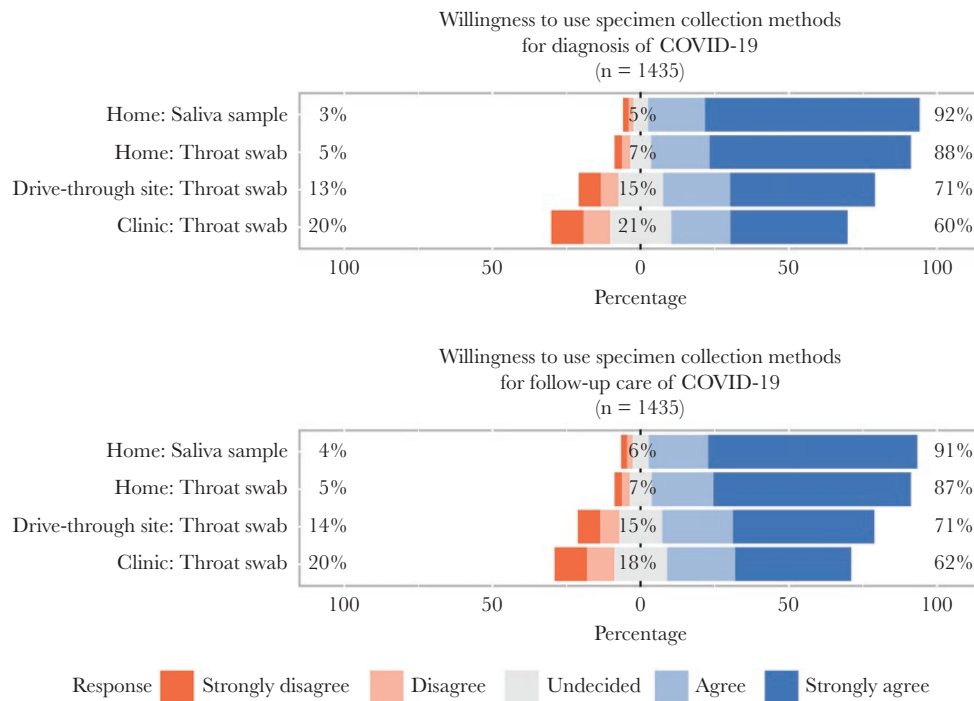 Willingness to use specimen collection methods
for diagnosis of COVID-19
(n = 1435)
Home: Saliva sample 3% 5% 92%
Home: Throat swab 5% 7% 88%
Drive-through site: Throat swab 13% 15% 71%
Clinic: Throat swab 20% 21% 60%
100 50 0 50 100
Percentage
Willingness to use specimen collection methods
for follow-up care of COVID-19
(n = 1435)
Home: Saliva sample 4% 6% 91%
Home: Throat swab 5% 7% 87%
Drive-through site: Throat swab 14% 15% 71%
Clinic: Throat swab 20% 18% 62%
100 50 0 50 100
Percentage
Response Strongly disagree Disagree Undecided Agree Strongly agree